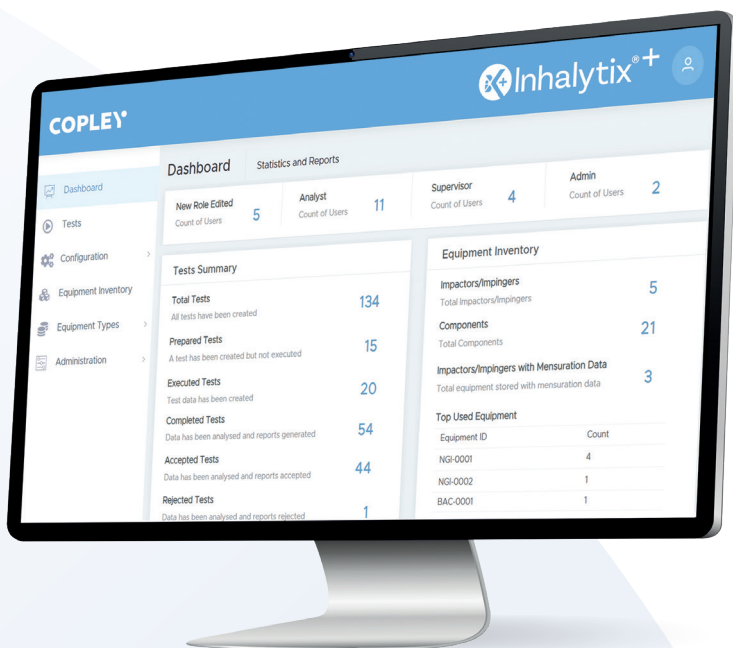 COPLEY
Inhalytix®+
Dashboard
Tests
Configuration
Equipment Inventory
Equipment Types
Administration
Dashboard Statistics and Reports
New Role Edited
Count of Users
5
Analyst
Count of Users
11
Supervisor
Count of Users
4
Admin
Count of Users
2
Tests Summary
Total Tests
All tests have been created
134
Prepared Tests
A test has been created but not executed
15
Executed Tests
Test data has been created
20
Completed Tests
Data has been analysed and reports generated
54
Accepted Tests
Data has been analysed and reports accepted
44
Rejected Tests
Data has been analysed and reports rejected
1
Equipment Inventory
Impactors/Impingers
Total Impactors/Impingers
5
Components
Total Components
21
Impactors/Impingers with Mensuration Data
Total equipment stored with mensuration data
3
Top Used Equipment
Equipment ID Count
NGI-0001 4
NGI-0002 1
BAC-0001 1